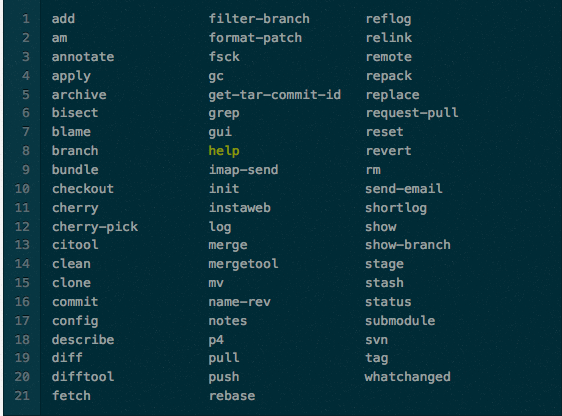 1 add filter-branch reflog
2 am format-patch relink
3 annotate fsck remote
4 apply gc repack
5 archive get-tar-commit-id replace
6 bisect grep request-pull
7 blame gui reset
8 branch help revert
9 bundle imap-send rm
10 checkout init send-email
11 cherry instaweb shortlog
12 cherry-pick log show
13 citool merge show-branch
14 clean mergetool stage
15 clone mv stash
16 commit name-rev status
17 config notes submodule
18 describe p4 svn
19 diff pull tag
20 difftool push whatchanged
21 fetch rebase